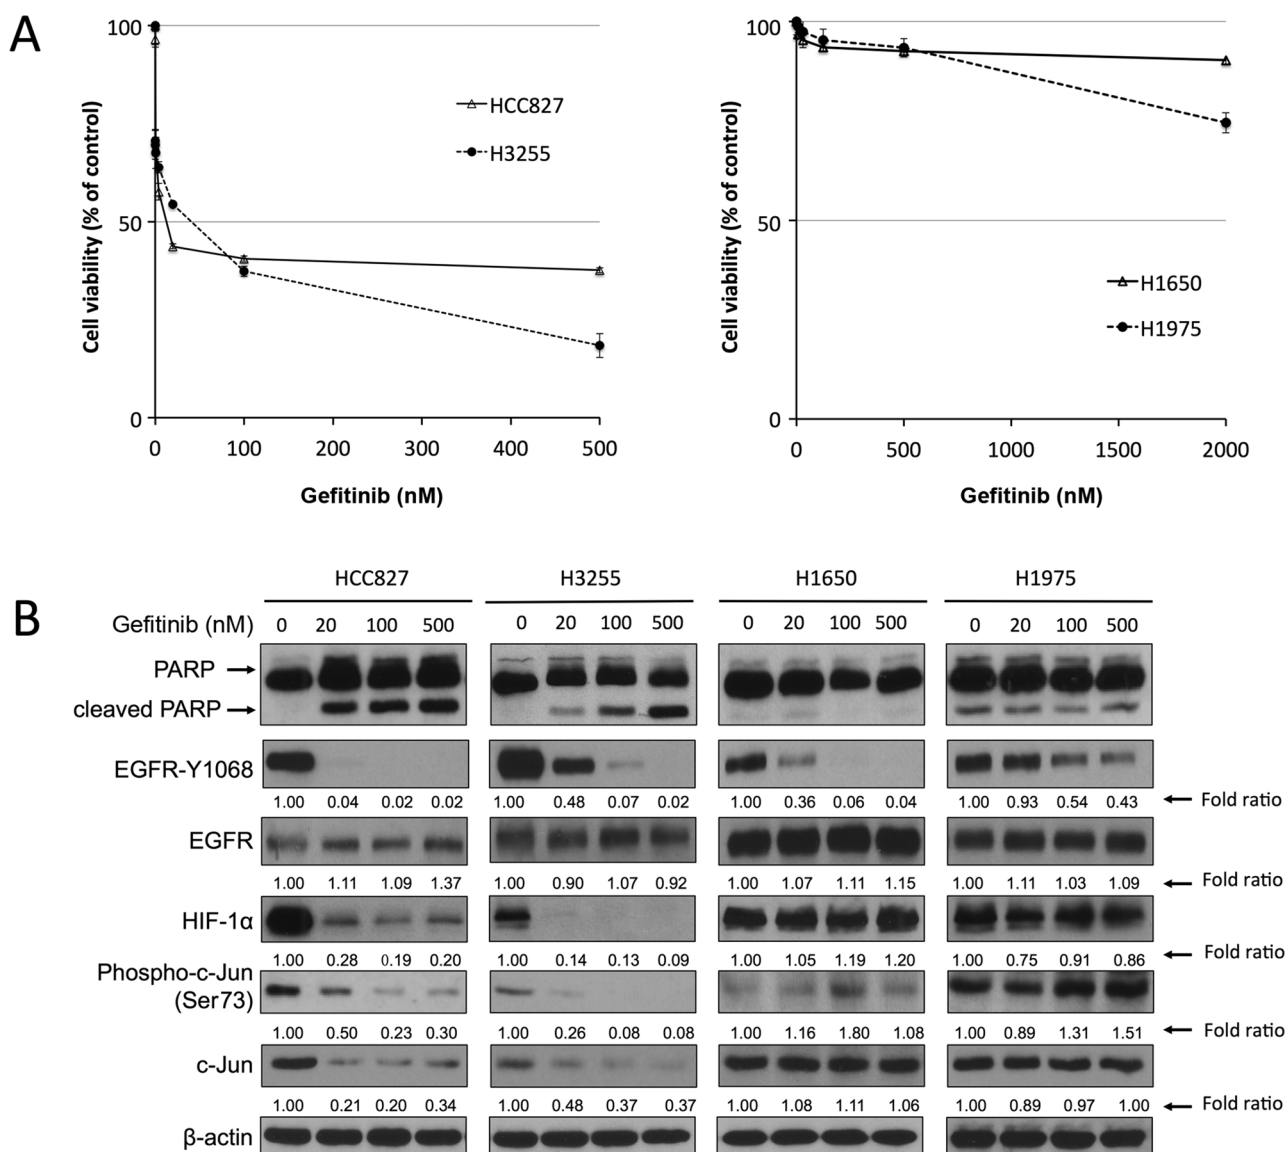 A
100
50
0
Cell viability (% of control)
HCC827
H3255
0 100 200 300 400 500
Gefitinib (nM)
100
50
0
Cell viability (% of control)
H1650
H1975
0 500 1000 1500 2000
Gefitinib (nM)
B
HCC827 H3255 H1650 H1975
Gefitinib (nM) 0 20 100 500 0 20 100 500 0 20 100 500 0 20 100 500
PARP
cleaved PARP
EGFR-Y1068
1.00 0.04 0.02 0.02 1.00 0.48 0.07 0.02 1.00 0.36 0.06 0.04 1.00 0.93 0.54 0.43 Fold ratio
EGFR
1.00 1.11 1.09 1.37 1.00 0.90 1.07 0.92 1.00 1.07 1.11 1.15 1.00 1.11 1.03 1.09 Fold ratio
HIF-1α
1.00 0.28 0.19 0.20 1.00 0.14 0.13 0.09 1.00 1.05 1.19 1.20 1.00 0.75 0.91 0.86 Fold ratio
Phospho-c-Jun
(Ser73)
1.00 0.50 0.23 0.30 1.00 0.26 0.08 0.08 1.00 1.16 1.80 1.08 1.00 0.89 1.31 1.51 Fold ratio
c-Jun
1.00 0.21 0.20 0.34 1.00 0.48 0.37 0.37 1.00 1.08 1.11 1.06 1.00 0.89 0.97 1.00 Fold ratio
β-actin